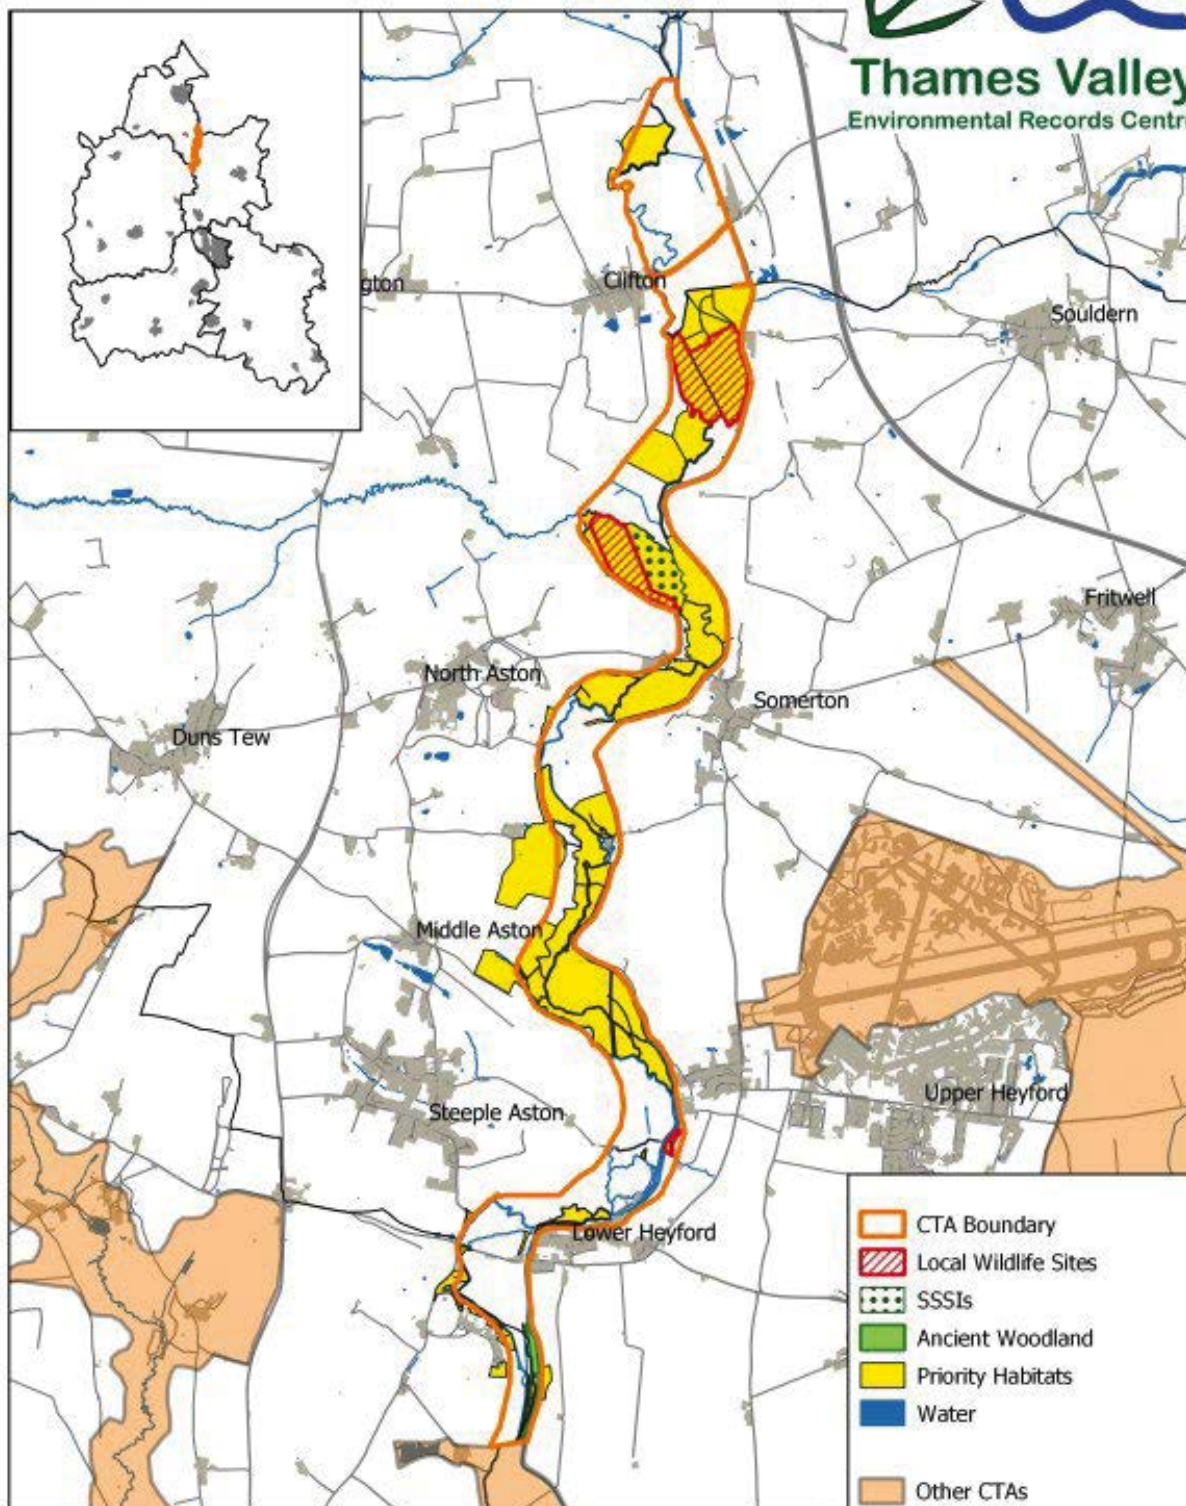 Thames Valley
Environmental Records Centre
Clifton
gton
Souldern
Fritwell
North Aston
Somerton
Duns Tew
Middle Aston
Upper Heyford
Steeple Aston
Lower Heyford
CTA Boundary
Local Wildlife Sites
SSSIs
Ancient Woodland
Priority Habitats
Water
Other CTAs